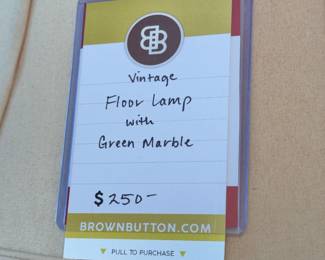 Vintage
Floor Lamp
with
Green Marble
$250-
BROWNBUTTON.COM
PULL TO PURCHASE